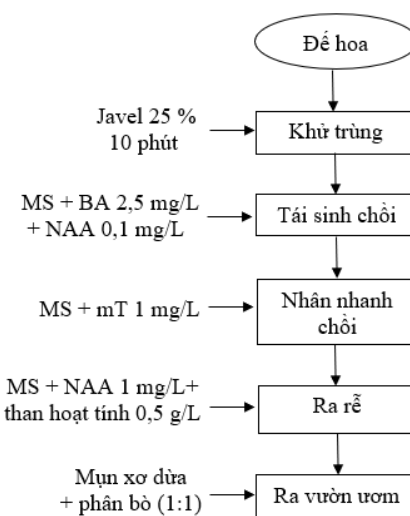 Đế hoa
Javel 25 %
10 phút
Khử trùng
MS + BA 2,5 mg/L
+ NAA 0,1 mg/L
Tái sinh chồi
MS + mT 1 mg/L
Nhân nhanh
chồi
MS + NAA 1 mg/L+
than hoạt tính 0,5 g/L
Ra rễ
Mụn xơ dừa
+ phân bò (1:1)
Ra vườn ươm